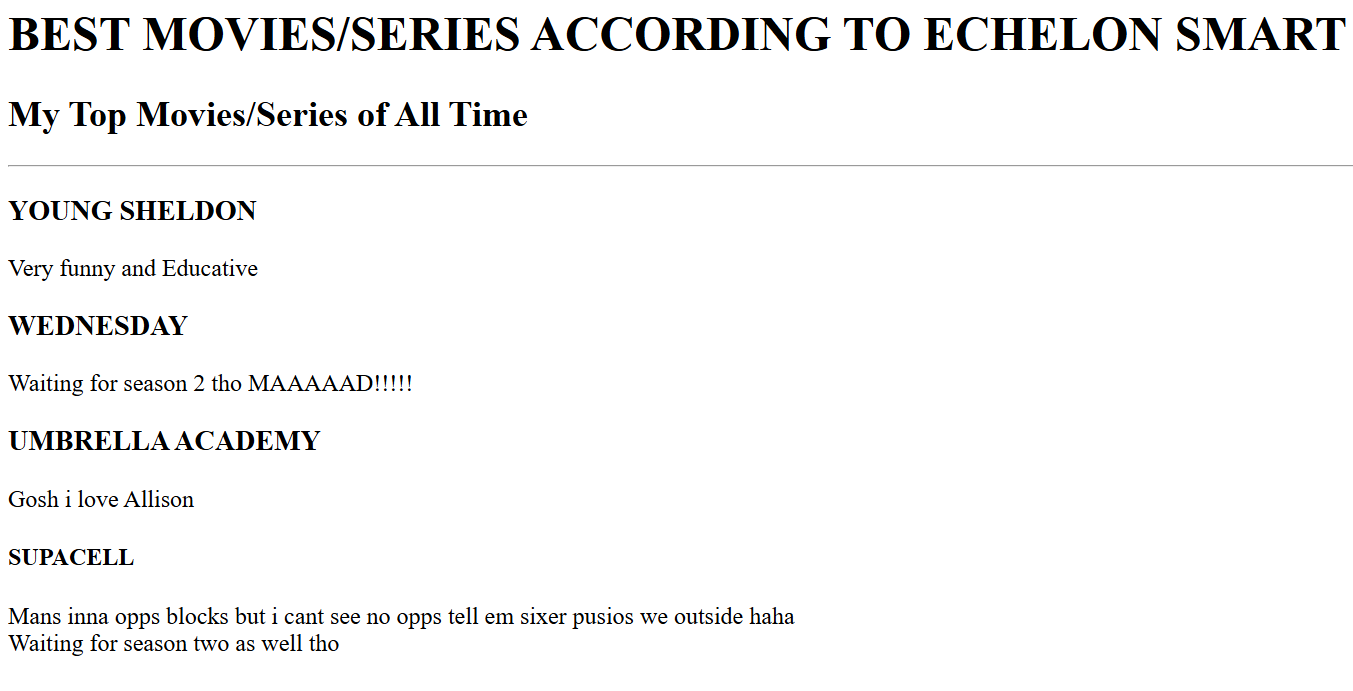 BEST MOVIES/SERIES ACCORDING TO ECHELON SMART
My Top Movies/Series of All Time
YOUNG SHELDON
Very funny and Educative
WEDNESDAY
Waiting for season 2 tho MAAAAAD!!!!!
UMBRELLA ACADEMY
Gosh i love Allison
SUPACELL
Mans inna opps blocks but i cant see no opps tell em sixer pusios we outside haha
Waiting for season two as well tho